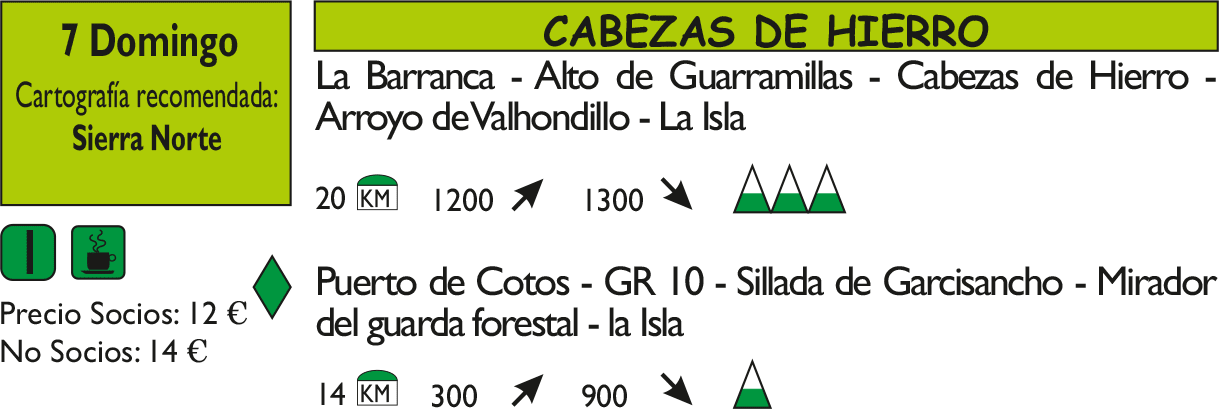 7 Domingo
Cartografía recomendada:
Sierra Norte
CABEZAS DE HIERRO
La Barranca - Alto de Guarramillas - Cabezas de Hierro -
Arroyo de Valhondillo - La Isla
20 KM 1200 1300
I
Precio Socios: 12 €
No Socios: 14 €
Puerto de Cotos - GR 10 - Sillada de Garcisancho - Mirador
del guarda forestal - la Isla
14 KM 300 900